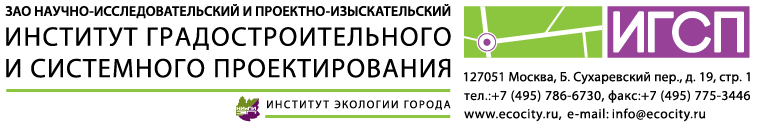 ЗАО НАУЧНО-ИССЛЕДОВАТЕЛЬСКИЙ И ПРОЕКТНО-ИЗЫСКАТЕЛЬСКИЙ
ИНСТИТУТ ГРАДОСТРОИТЕЛЬНОГО
И СИСТЕМНОГО ПРОЕКТИРОВАНИЯ
ИНСТИТУТ ЭКОЛОГИИ ГОРОДА
ИГСП
127051 Москва, Б. Сухаревский пер., д. 19, стр. 1
тел.:+7 (495) 786-6730, факс:+7 (495) 775-3446
www.ecocity.ru, e-mail: info@ecocity.ru